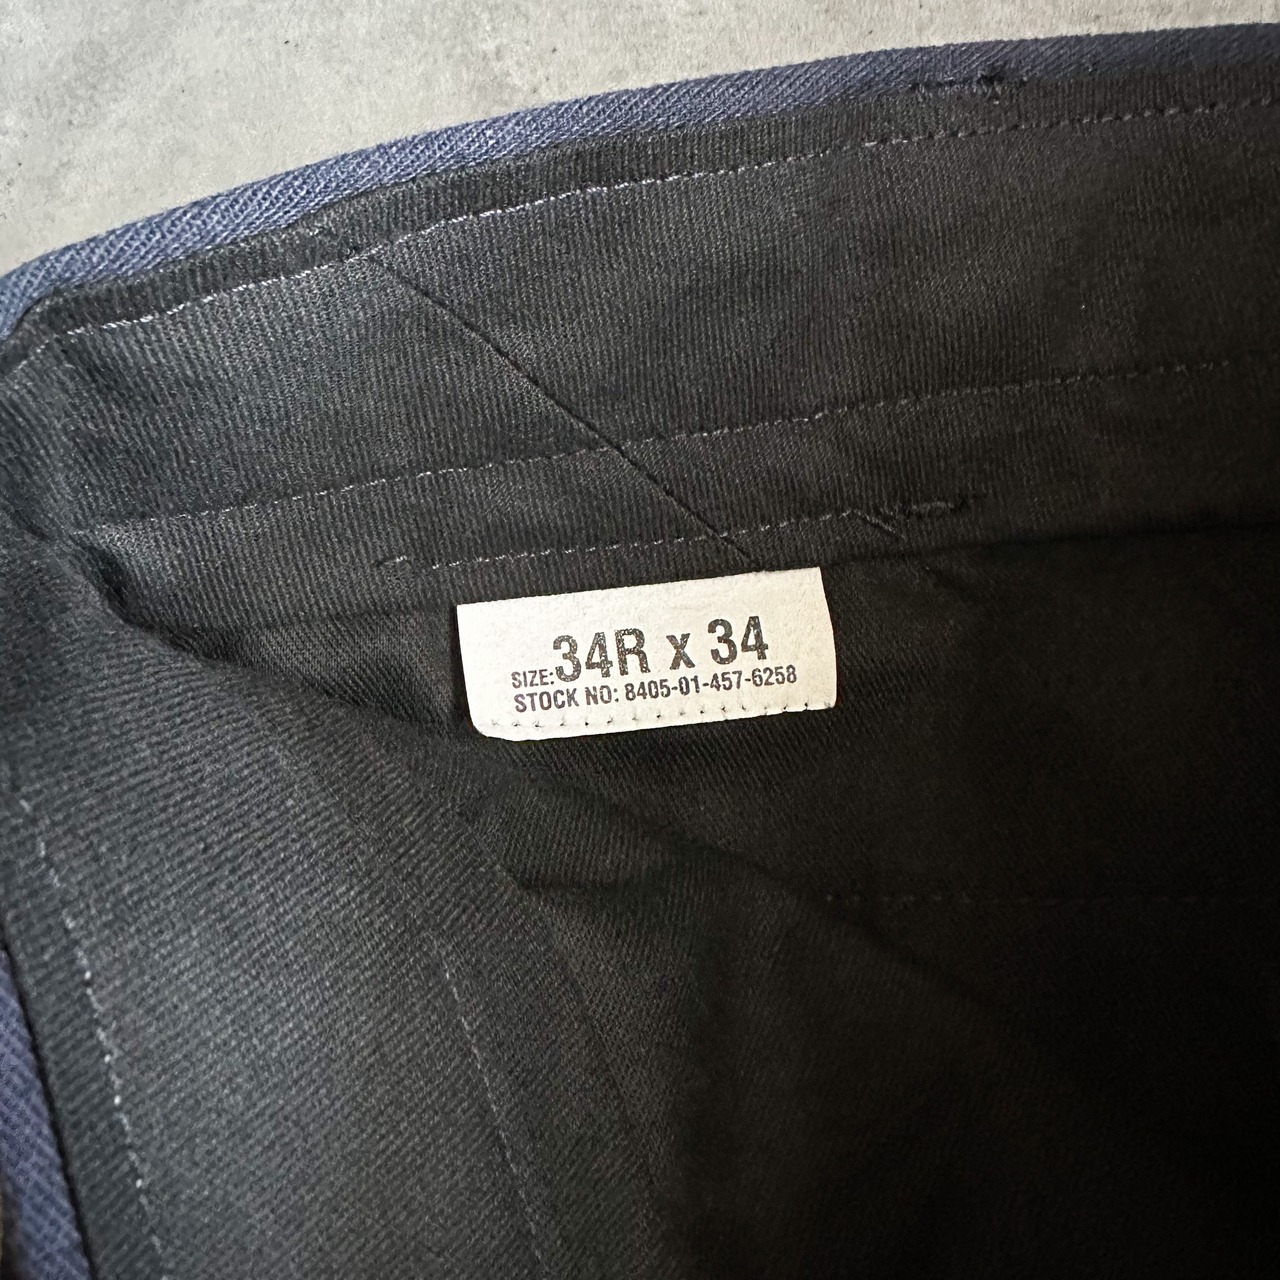 SIZE: 34R x 34
STOCK NO: 8405-01-457-6258